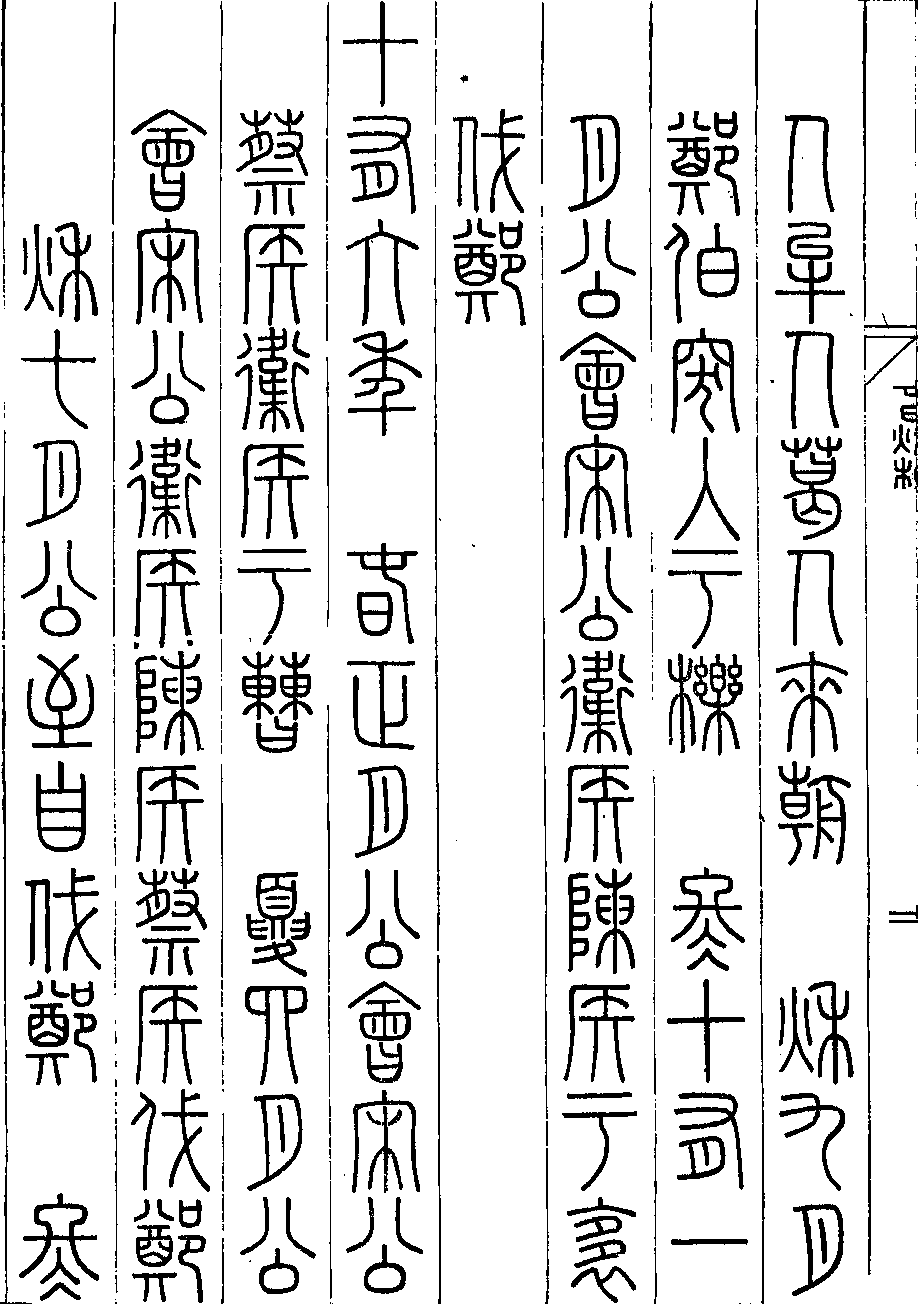 人牟人葛人來朝　秋九月
鄭伯突入于櫟　冬十有一
月公會宋公衛侯陳侯于袲
伐鄭
十有六年　春正月公會宋公
蔡侯衛侯于曹　夏四月公
會宋公衛侯陳侯蔡侯伐鄭
秋七月公至自伐鄭　冬